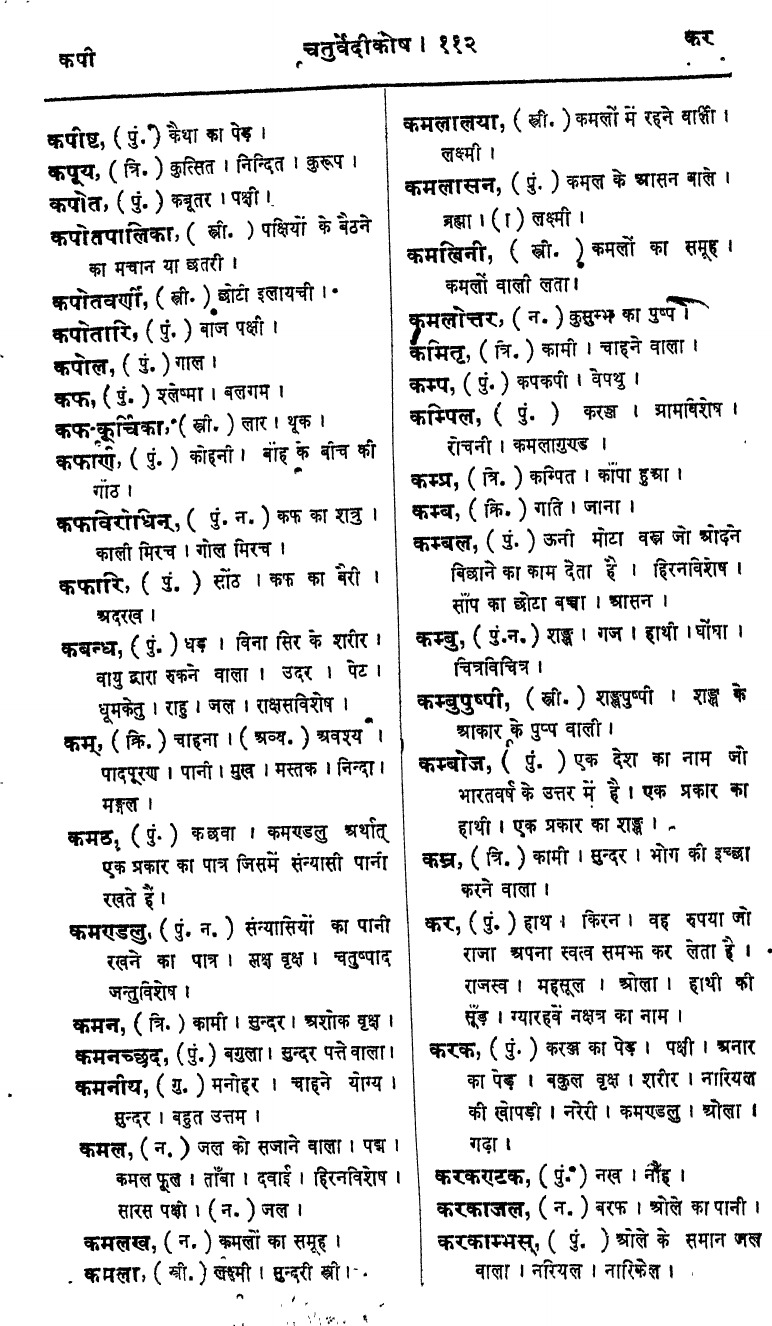 कपी
चतुर्वेदीकोष। ११२
कर
कपीष्ट, ( पुं. ) कैथा का पेड़ ।
कपूय, ( त्रि. ) कुत्सित । निन्दित । कुरूप ।
कपोत, ( पुं. ) कबूतर । पक्षी ।
कपोतपालिका, ( स्त्री. ) पक्षियों के बैठने
का मचान या छतरी ।
कपोतवर्णी, ( स्त्री. ) छोटी इलायची ।
कपोतारि, ( पुं. ) बाज पक्षी ।
कपोल, ( पुं. ) गाल ।
कफ, ( पुं. ) श्लेष्मा । बलगम ।
कफ-कूर्चिका, ( स्त्री. ) लार । थूक ।
कफाणि, ( पुं. ) कोहनी । बाँह के बीच की
गाँठ ।
कफविरोधिन्, ( पुं. न. ) कफ का शत्रु ।
काली मिरच । गोल मिरच ।
कफारि, ( पुं. ) सोंठ । कफ का बैरी ।
अदरख ।
कबन्ध, ( पुं. ) धड़ । विना सिर के शरीर ।
वायु द्वारा रुकने वाला । उदर । पेट ।
धूमकेतु । राहु । जल । राक्षसविशेष ।
कम्, ( क्रि. ) चाहना । ( अव्य. ) अवश्य ।
पादपूरण । पानी । मुख । मस्तक । निन्दा ।
मङ्गल ।
कमठ, ( पुं. ) कछवा । कमण्डलु अर्थात्
एक प्रकार का पात्र जिसमें संन्यासी पानी
रखते हैं।
कमण्डलु, ( पुं. न. ) संन्यासियों का पानी
रखने का पात्र । प्लक्ष वृक्ष । चतुष्पाद
जन्तुविशेष ।
कमन, ( त्रि. ) कामी । सुन्दर । अशोक वृक्ष ।
कमनच्छद, (पुं.) बगुला। सुन्दर पत्ते वाला।
कमनीय, ( गु. ) मनोहर । चाहने योग्य ।
सुन्दर । बहुत उत्तम ।
कमल, ( न. ) जल को सजाने वाला । पद्म ।
कमल फूल । ताँबा । दवाई । हिरनविशेष ।
सारस पक्षी । ( न. ) जल ।
कमलखण्ड, ( न. ) कमलों का समूह ।
कमला, ( स्त्री. ) लक्ष्मी । सुन्दरी स्त्री ।
कमलालया, ( स्त्री. ) कमलों में रहने वाली ।
लक्ष्मी ।
कमलासन, ( पुं. ) कमल के आसन वाले ।
ब्रह्मा । (ा) लक्ष्मी ।
कमलिनी, ( स्त्री. ) कमलों का समूह ।
कमलों वाली लता।
कमलोत्तर, ( न. ) कुसुम्भ का पुष्प ।
कमितृ, ( त्रि. ) कामी । चाहने वाला ।
कम्प, ( पुं. ) कपकपी । वेपथु ।
कम्पिल, ( पुं. ) करञ्ज । ग्रामविशेष ।
रोचनी । कमलागुण्ड ।
कम्प्र, ( त्रि. ) कम्पित । काँपा हुआ ।
कम्ब, ( क्रि. ) गति । जाना ।
कम्बल, ( पुं. ) ऊनी मोटा वस्त्र जो ओढ़ने
बिछाने का काम देता है । हिरनविशेष ।
साँप का छोटा बच्चा । आसन ।
कम्बु, ( पुं.न. ) शङ्ख । गज । हाथी । घोंघा ।
चित्रविचित्र ।
कम्बुपुष्पी, ( स्त्री. ) शङ्खपुष्पी । शङ्ख के
आकार के पुष्प वाली ।
कम्बोज, ( पुं. ) एक देश का नाम जो
भारतवर्ष के उत्तर में है । एक प्रकार का
हाथी । एक प्रकार का शङ्ख ।
कम्र, ( त्रि. ) कामी । सुन्दर । भोग की इच्छा
करने वाला ।
कर, ( पुं. ) हाथ । किरन । वह रुपया जो
राजा अपना स्वत्व समझ कर लेता है ।
राजस्व । महसूल । ओला । हाथी की
सूँड़ । ग्यारहवें नक्षत्र का नाम ।
करक, ( पुं. ) करञ्ज का पेड़ । पक्षी । अनार
का पेड़ । बकुल वृक्ष । शरीर । नारियल
की खोपड़ी । नरेरी । कमण्डलु । ओला ।
गढ़ा ।
करकण्टक, ( पुं. ) नख । नौंह ।
करकाजल, ( न. ) बरफ । ओले का पानी ।
करकाम्भस्, ( पुं. ) ओले के समान जल
वाला । नरियल । नारिकेल ।